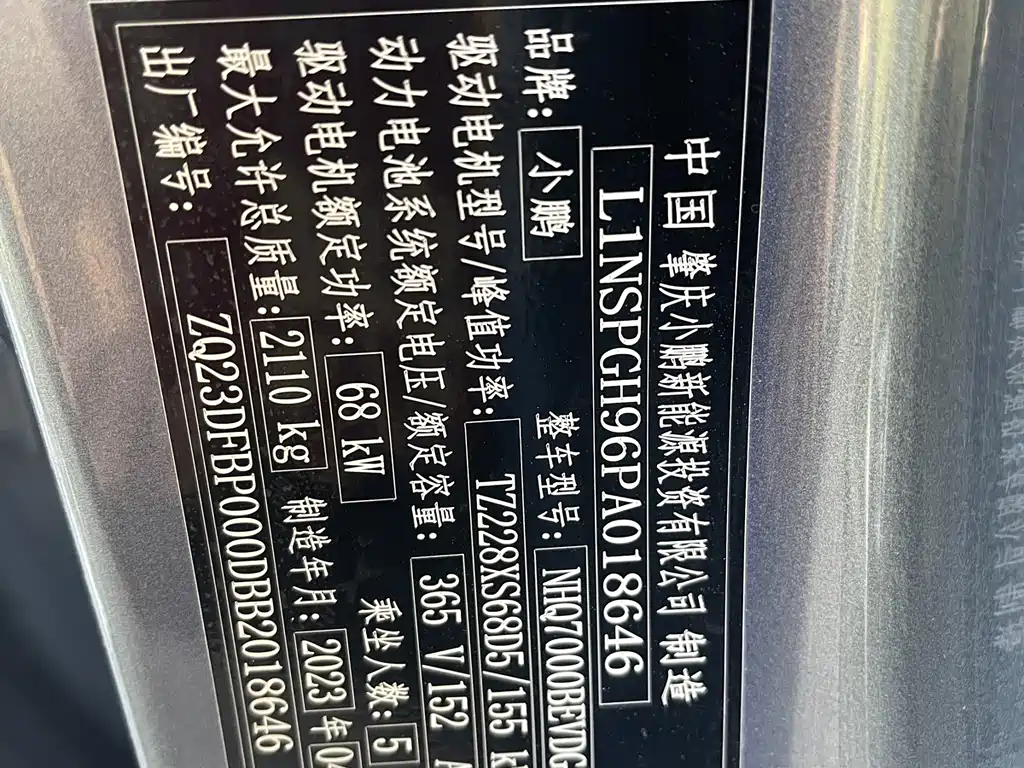 中国 肇庆小鹏新能源投资有限公司 制造
L1NSPGH96PA018646
品牌: 小鹏 整车型号: NHQ7000BEVDG
驱动电机型号/峰值功率: TZ228XS68D5/155 k
动力电池系统额定电压/额定容量: 365 V/152 A
驱动电机额定功率: 68 kW 乘坐人数: 5
最大允许总质量: 2110 kg 制造年月: 2023 年 04
出厂编号: ZQ23DFBP000DBB2018646